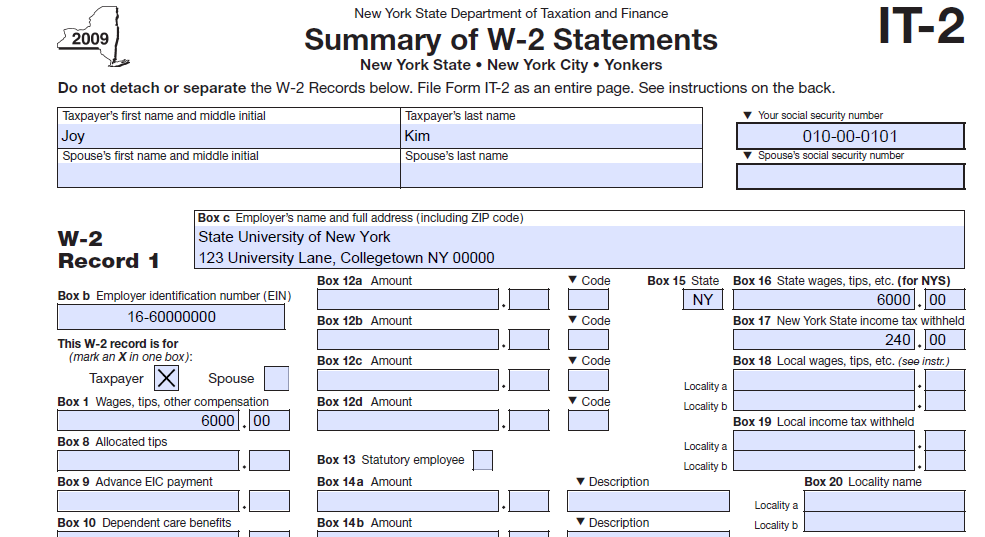 2009
New York State Department of Taxation and Finance
Summary of W-2 Statements
New York State • New York City • Yonkers
IT-2
Do not detach or separate the W-2 Records below. File Form IT-2 as an entire page. See instructions on the back.
Taxpayer's first name and middle initial
Joy
Taxpayer's last name
Kim
▼ Your social security number
010-00-0101
Spouse's first name and middle initial
Spouse's last name
▼ Spouse's social security number
W-2
Record 1
Box c Employer's name and full address (including ZIP code)
State University of New York
123 University Lane, Collegetown NY 00000
Box b Employer identification number (EIN)
16-60000000
This W-2 record is for
(mark an X in one box):
Taxpayer X Spouse
Box 1 Wages, tips, other compensation
6000 . 00
Box 8 Allocated tips
.
Box 9 Advance EIC payment
.
Box 10 Dependent care benefits
Box 12a Amount ▼ Code
.
Box 12b Amount ▼ Code
.
Box 12c Amount ▼ Code
.
Box 12d Amount ▼ Code
.
Box 13 Statutory employee
Box 14a Amount ▼ Description
.
Box 14b Amount ▼ Description
Box 15 State
NY
Box 16 State wages, tips, etc. (for NYS)
6000 . 00
Box 17 New York State income tax withheld
240 . 00
Box 18 Local wages, tips, etc. (see instr.)
Locality a .
Locality b .
Box 19 Local income tax withheld
Locality a .
Locality b .
Box 20 Locality name
Locality a
Locality b